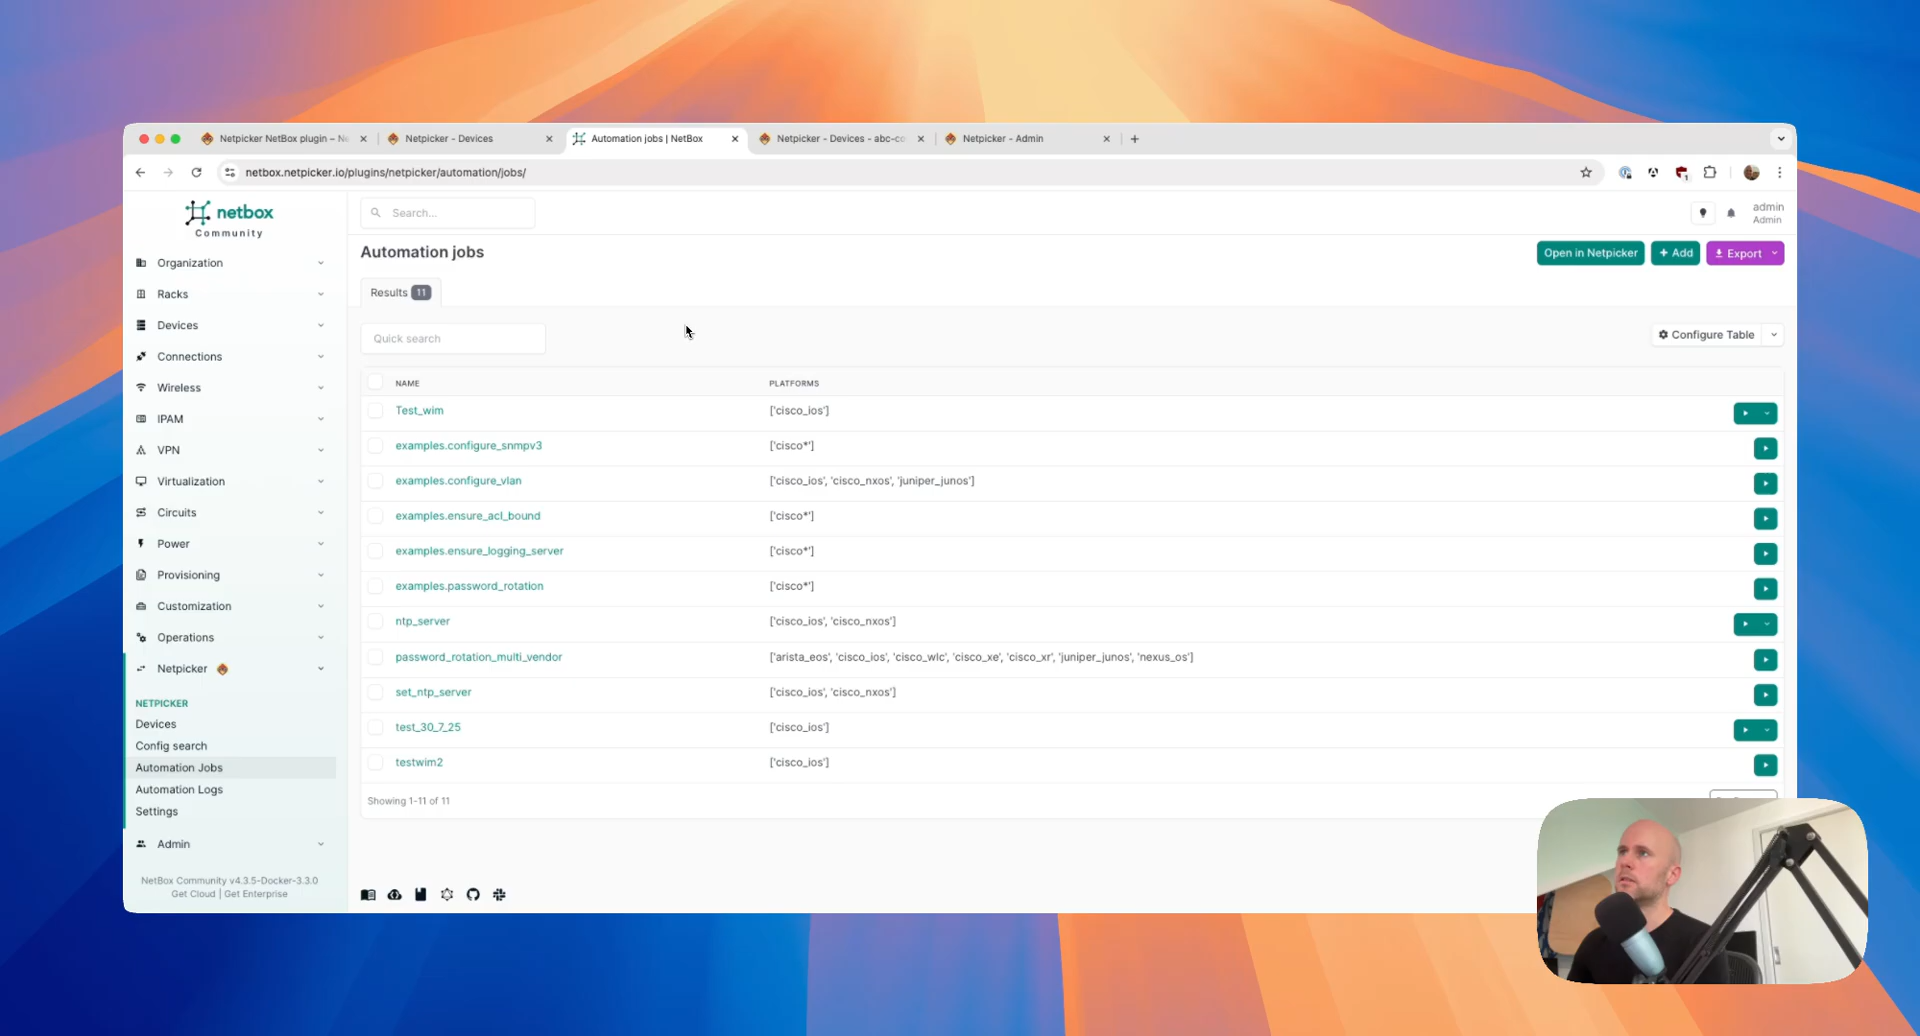 Netpicker NetBox plugin – Ne
Netpicker - Devices
Automation jobs | NetBox
Netpicker - Devices - abc-co
Netpicker - Admin
netbox.netpicker.io/plugins/netpicker/automation/jobs/
netbox
Community
Search...
admin
Admin
Organization
Racks
Devices
Connections
Wireless
IPAM
VPN
Virtualization
Circuits
Power
Provisioning
Customization
Operations
Netpicker
NETPICKER
Devices
Config search
Automation Jobs
Automation Logs
Settings
Admin
NetBox Community v4.3.5-Docker-3.3.0
Get Cloud | Get Enterprise
Automation jobs
Open in Netpicker
+ Add
Export
Results 11
Quick search
Configure Table
NAME PLATFORMS
Test_wim ['cisco_ios']
examples.configure_snmpv3 ['cisco*']
examples.configure_vlan ['cisco_ios', 'cisco_nxos', 'juniper_junos']
examples.ensure_acl_bound ['cisco*']
examples.ensure_logging_server ['cisco*']
examples.password_rotation ['cisco*']
ntp_server ['cisco_ios', 'cisco_nxos']
password_rotation_multi_vendor ['arista_eos', 'cisco_ios', 'cisco_wlc', 'cisco_xe', 'cisco_xr', 'juniper_junos', 'nexus_os']
set_ntp_server ['cisco_ios', 'cisco_nxos']
test_30_7_25 ['cisco_ios']
testwim2 ['cisco_ios']
Showing 1-11 of 11